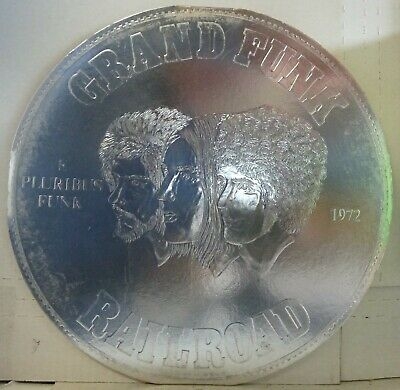 GRAND FUNK
E
PLURIBUS
FUNK
1972
RAILROAD